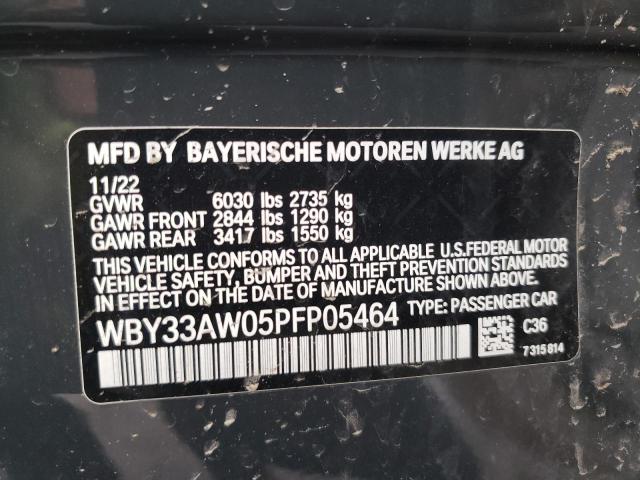 MFD BY BAYERISCHE MOTOREN WERKE AG
11/22
GVWR 6030 lbs 2735 kg
GAWR FRONT 2844 lbs 1290 kg
GAWR REAR 3417 lbs 1550 kg
THIS VEHICLE CONFORMS TO ALL APPLICABLE U.S.FEDERAL MOTOR
VEHICLE SAFETY, BUMPER AND THEFT PREVENTION STANDARDS
IN EFFECT ON THE DATE OF MANUFACTURE SHOWN ABOVE.
WBY33AW05PFP05464 TYPE: PASSENGER CAR
C36
7315814